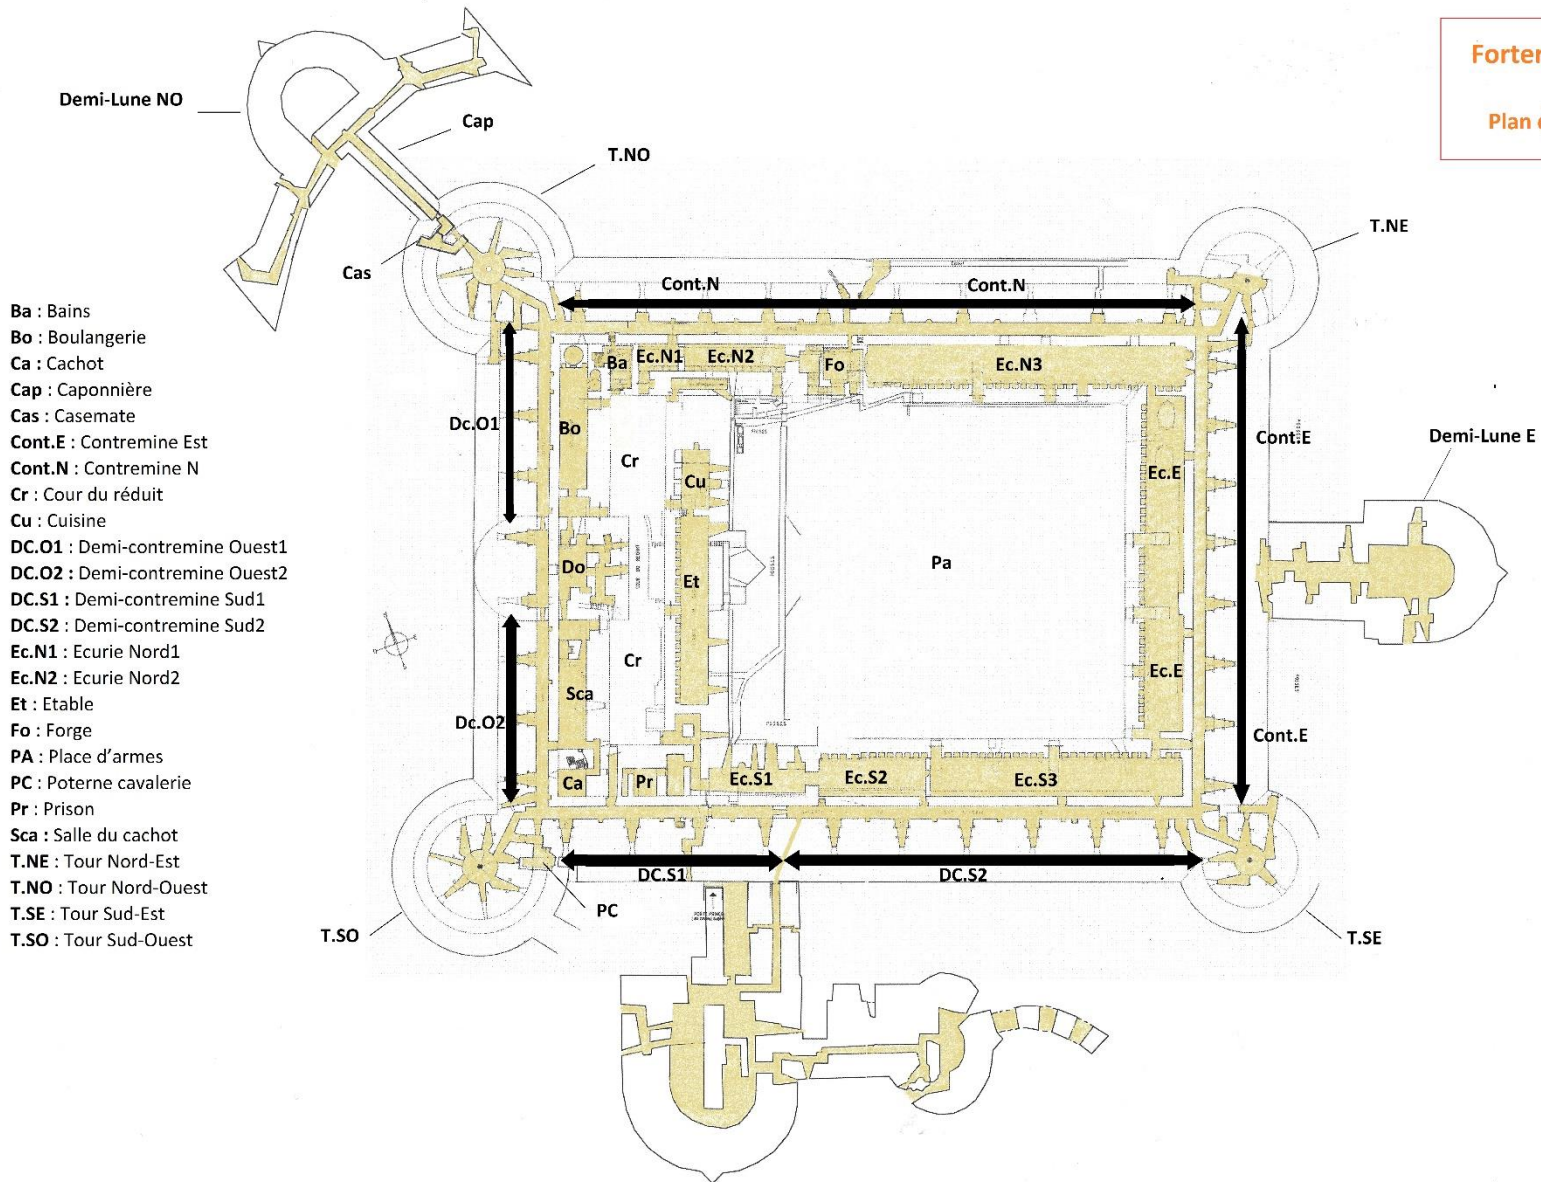 Forter
Plan d
Demi-Lune NO
Cap
T.NO
T.NE
Cas
Cont.N
Cont.N
Ba : Bains
Bo : Boulangerie
Ca : Cachot
Cap : Caponnière
Cas : Casemate
Cont.E : Contremine Est
Cont.N : Contremine N
Cr : Cour du réduit
Cu : Cuisine
DC.O1 : Demi-contremine Ouest1
DC.O2 : Demi-contremine Ouest2
DC.S1 : Demi-contremine Sud1
DC.S2 : Demi-contremine Sud2
Ec.N1 : Ecurie Nord1
Ec.N2 : Ecurie Nord2
Et : Etable
Fo : Forge
PA : Place d'armes
PC : Poterne cavalerie
Pr : Prison
Sca : Salle du cachot
T.NE : Tour Nord-Est
T.NO : Tour Nord-Ouest
T.SE : Tour Sud-Est
T.SO : Tour Sud-Ouest
Ba
Ec.N1
Ec.N2
Fo
Ec.N3
Dc.O1
Bo
Cr
Cu
Ec.E
Cont.E
Demi-Lune E
Do
Et
Pa
COUR DU REDUIT
Cr
Sca
Ec.E
Dc.O2
Cont.E
Ca
Pr
Ec.S1
Ec.S2
Ec.S3
DC.S1
DC.S2
PC
T.SO
T.SE